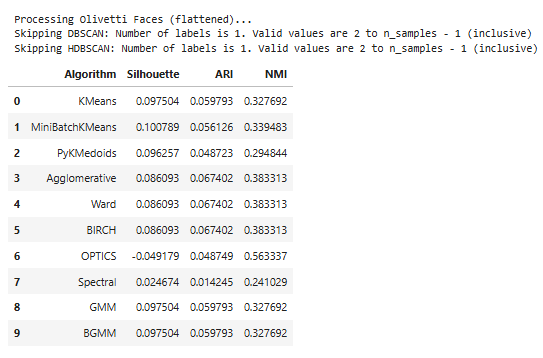 Processing Olivetti Faces (flattened)...
Skipping DBSCAN: Number of labels is 1. Valid values are 2 to n_samples - 1 (inclusive)
Skipping HDBSCAN: Number of labels is 1. Valid values are 2 to n_samples - 1 (inclusive)
Algorithm Silhouette ARI NMI
0 KMeans 0.097504 0.059793 0.327692
1 MiniBatchKMeans 0.100789 0.056126 0.339483
2 PyKMedoids 0.096257 0.048723 0.294844
3 Agglomerative 0.086093 0.067402 0.383313
4 Ward 0.086093 0.067402 0.383313
5 BIRCH 0.086093 0.067402 0.383313
6 OPTICS -0.049179 0.048749 0.563337
7 Spectral 0.024674 0.014245 0.241029
8 GMM 0.097504 0.059793 0.327692
9 BGMM 0.097504 0.059793 0.327692